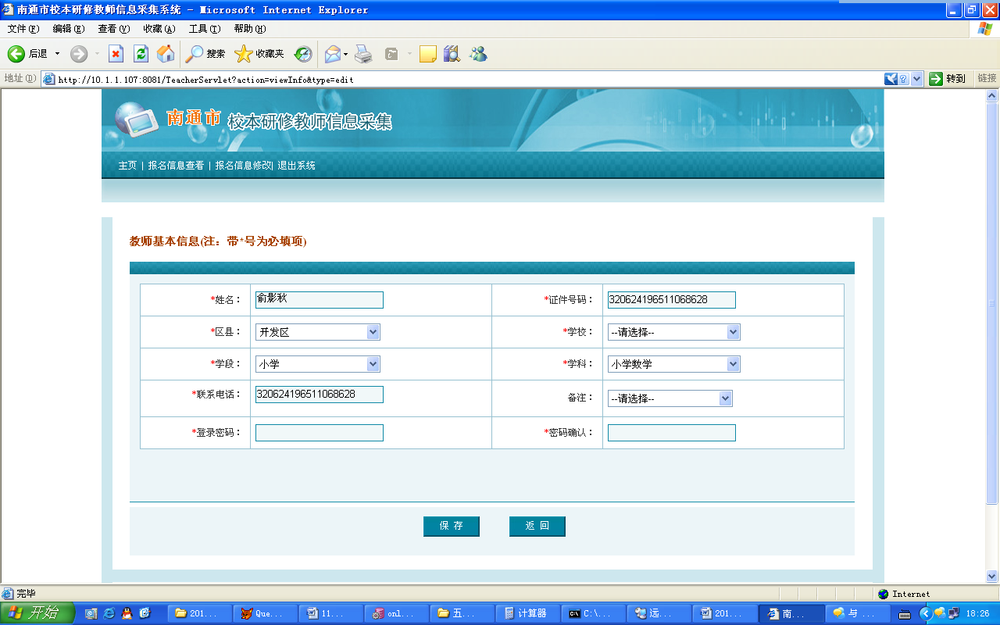 南通市校本研修教师信息采集系统 - Microsoft Internet Explorer
文件(F) 编辑(E) 查看(V) 收藏(A) 工具(T) 帮助(H)
后退 搜索 收藏夹
地址(D) http://10.1.1.107:8081/TeacherServlet?action=viewInfo&type=edit 转到 链接
南通市 校本研修教师信息采集
主页 | 报名信息查看 | 报名信息修改| 退出系统
教师基本信息(注：带*号为必填项)
*姓名： 俞影秋 *证件号码： 320624196511068628
*区县： 开发区 *学校： --请选择--
*学段： 小学 *学科： 小学数学
*联系电话： 320624196511068628 备注： --请选择--
*登录密码： *密码确认：
保 存 返 回
完毕 Internet
开始 201... Que... 11... onl... 五... 计算器 C:\... 远... 201... 南... 与 ... 18:26